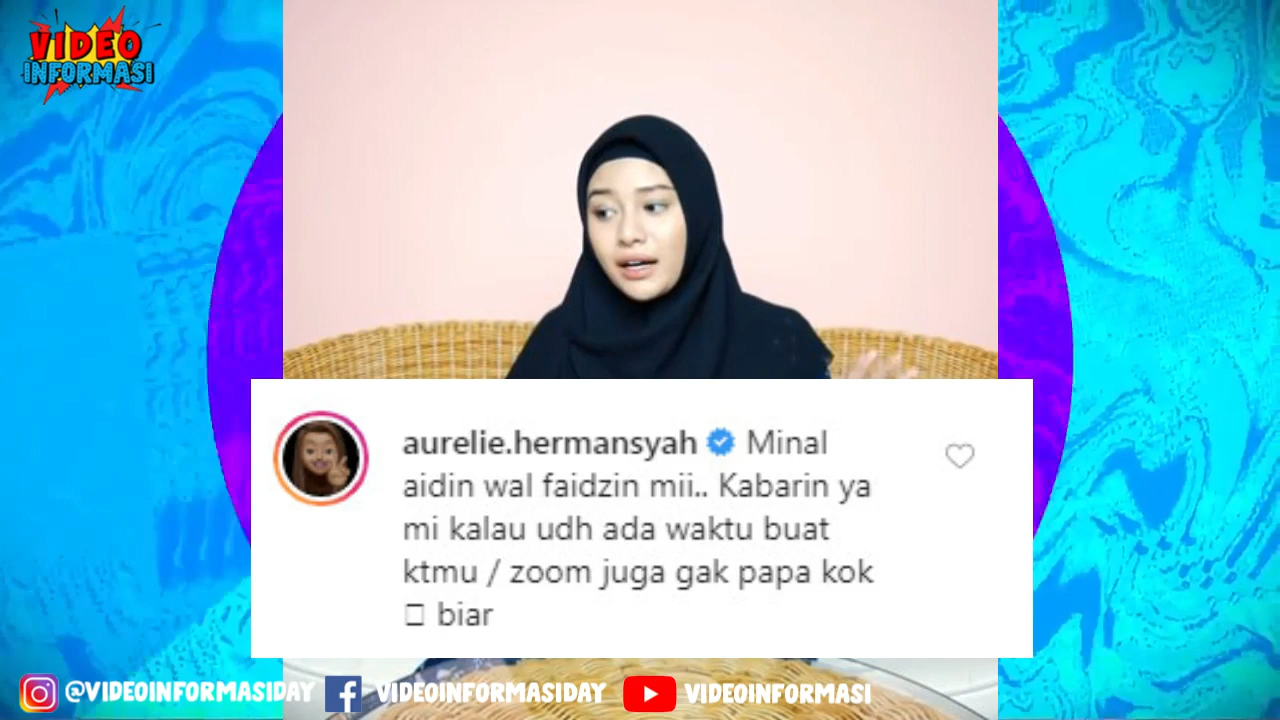 VIDEO
INFORMASI
aurelie.hermansyah Minal
aidin wal faidzin mii.. Kabarin ya
mi kalau udh ada waktu buat
ktmu / zoom juga gak papa kok
□ biar
@VIDEOINFORMASIDAY VIDEOINFORMASIDAY VIDEOINFORMASI